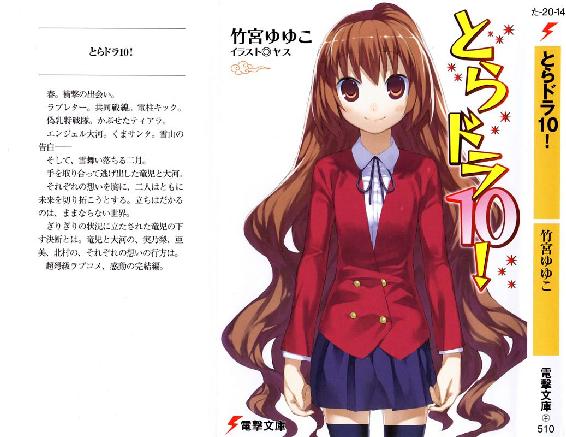 とらドラ10！
春。衝撃の出会い。
ラブレター。共同戦線。電柱キック。
偽乳特戦隊。かぶせたティアラ。
エンジェル大河。くまサンタ。雪山の
告白――
そして、雪舞い落ちる二月。
手を取り合って逃げ出した竜児と大河。
それぞれの想いを胸に、二人はともに
未来を切り拓こうとする。立ちはだかる
のは、ままならない世界。
ぎりぎりの状況に立たされた竜児の下
す決断とは。竜児と大河の、実乃梨、亜
美、北村の、それぞれの想いの行方は。
超弩級ラブコメ、感動の完結編。
竹宮ゆゆこ
イラスト◎ヤス
とらドラ10！
電撃文庫
た-20-14
とらドラ10！
竹宮ゆゆこ
電撃文庫
510